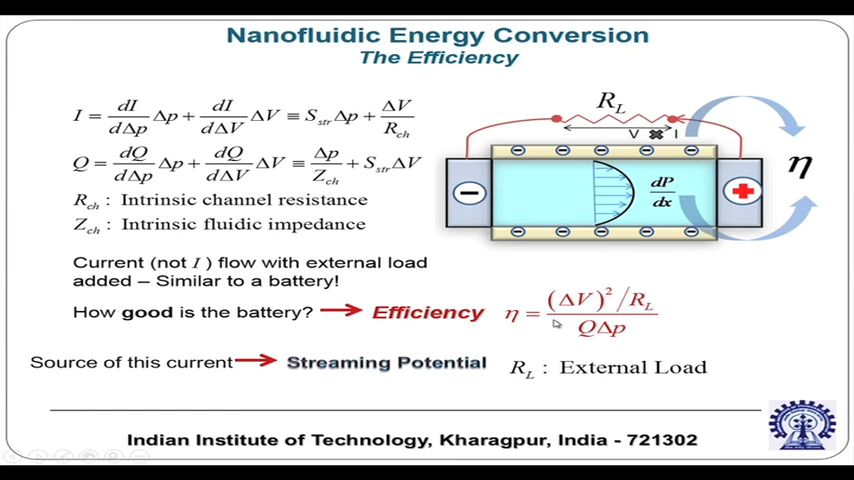 Nanofluidic Energy Conversion
The Efficiency
I = dI/dΔp Δp + dI/dΔV ΔV ≡ S_str Δp + ΔV/R_ch
Q = dQ/dΔp Δp + dQ/dΔV ΔV ≡ Δp/Z_ch + S_str ΔV
R_ch : Intrinsic channel resistance
Z_ch : Intrinsic fluidic impedance
R_L
V I
dP/dx
η
Current (not I ) flow with external load
added – Similar to a battery!
How good is the battery? Efficiency η = (ΔV)²/R_L / QΔp
Source of this current Streaming Potential R_L : External Load
Indian Institute of Technology, Kharagpur, India - 721302